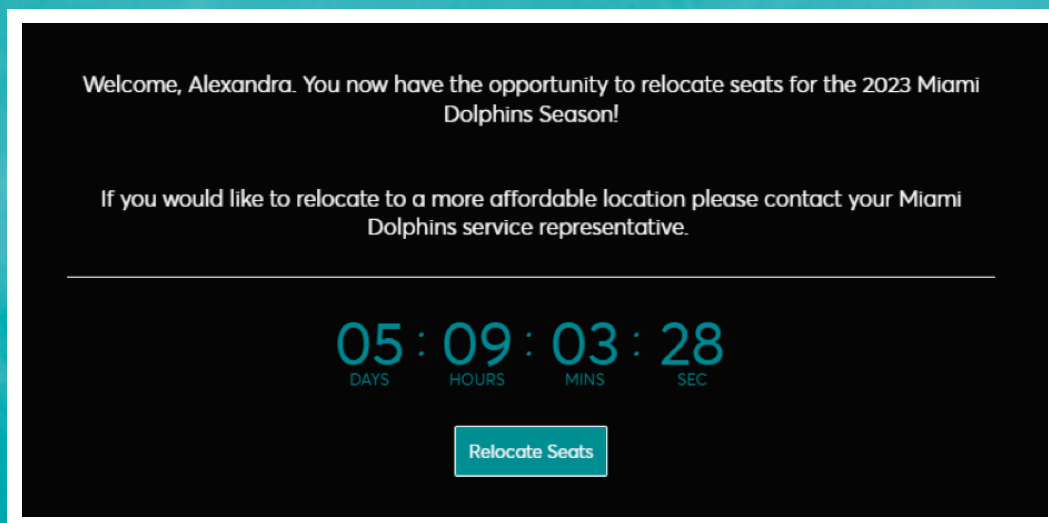 Welcome, Alexandra. You now have the opportunity to relocate seats for the 2023 Miami
Dolphins Season!
If you would like to relocate to a more affordable location please contact your Miami
Dolphins service representative.
05 : 09 : 03 : 28
DAYS HOURS MINS SEC
Relocate Seats